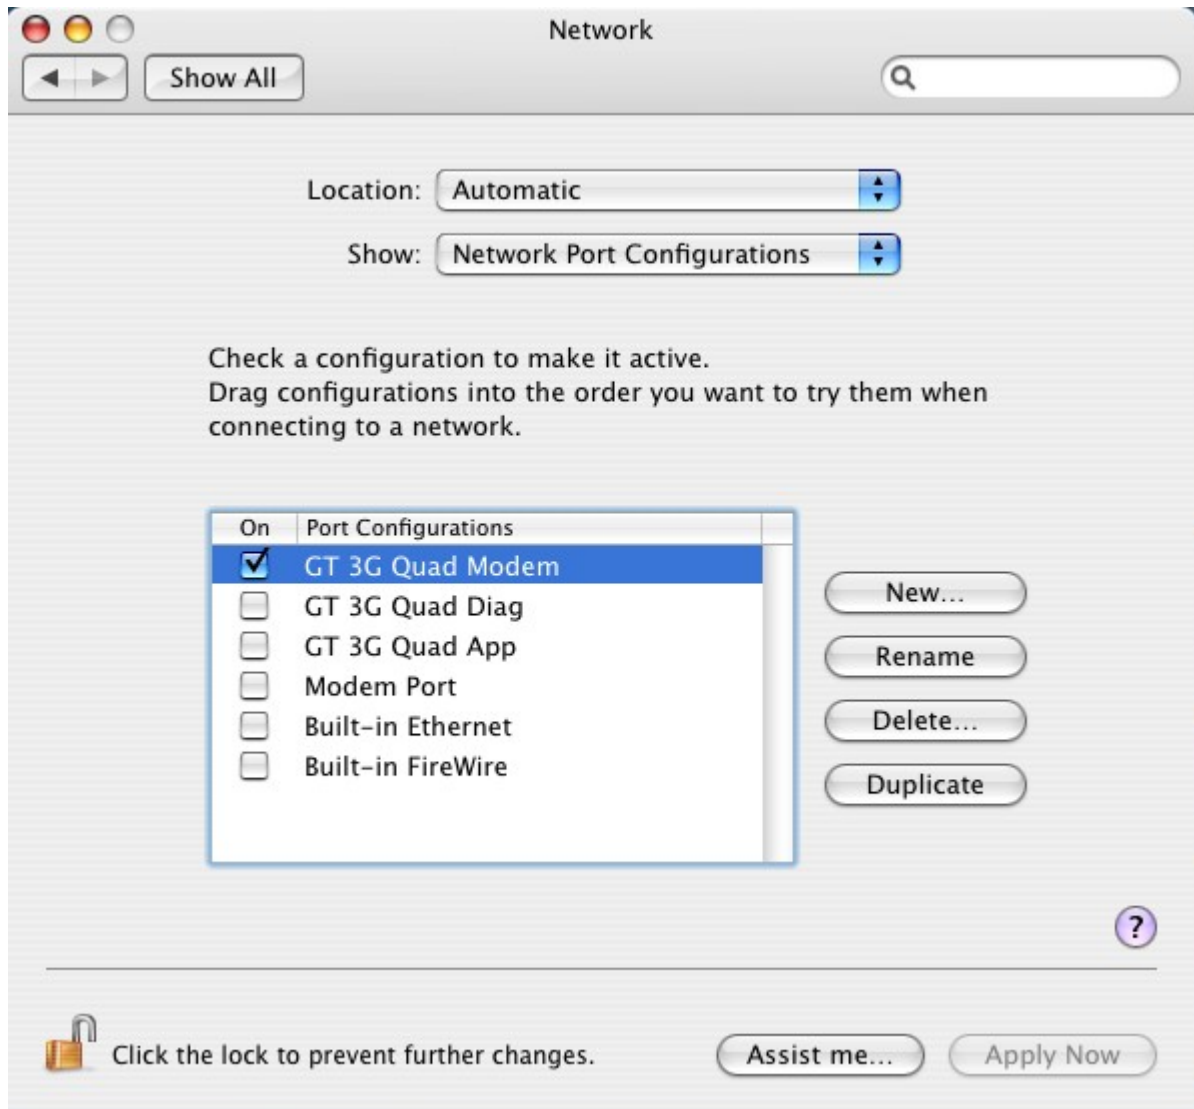 Network
Show All
Location: Automatic
Show: Network Port Configurations
Check a configuration to make it active.
Drag configurations into the order you want to try them when
connecting to a network.
On Port Configurations
GT 3G Quad Modem
GT 3G Quad Diag
GT 3G Quad App
Modem Port
Built-in Ethernet
Built-in FireWire
New...
Rename
Delete...
Duplicate
?
Click the lock to prevent further changes.
Assist me...
Apply Now